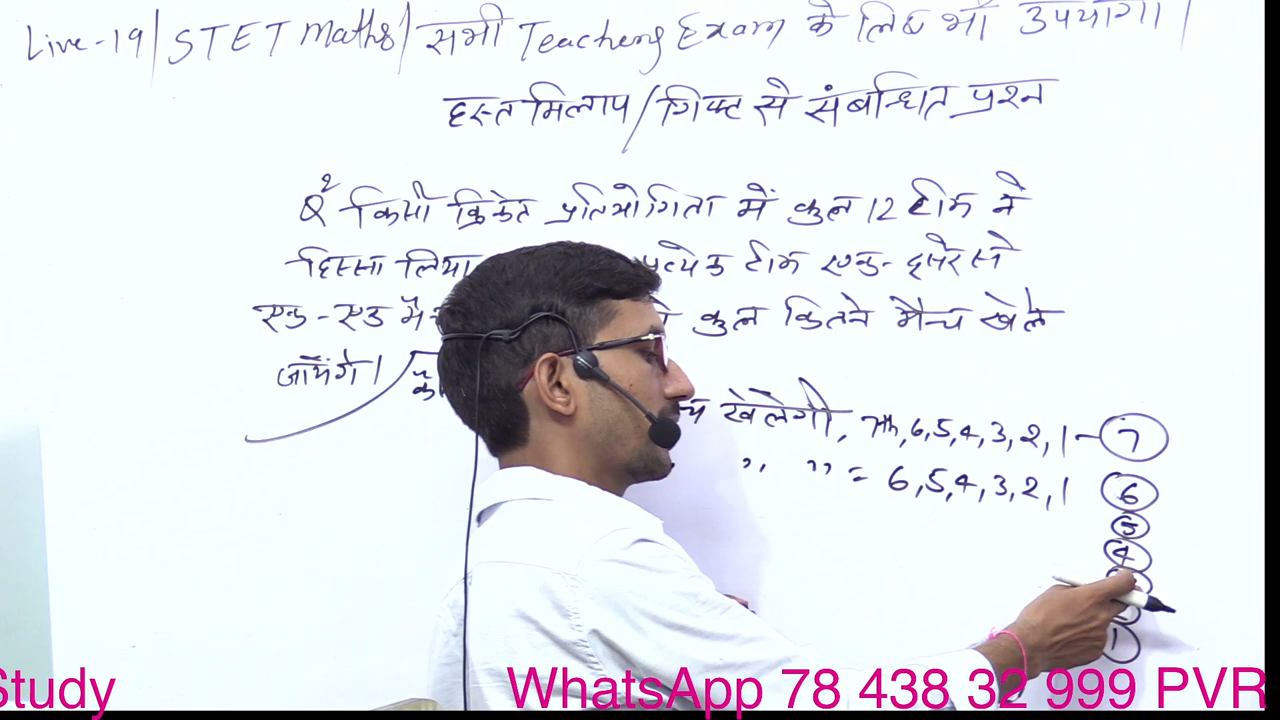 Live-19/STET Maths/सभी Teaching Exam के लिए भी उपयोगी।
हस्त मिलाप/गिफ्ट से संबन्धित प्रश्न
Q2 किसी क्रिकेट प्रतियोगिता में कुल 12 टीम ने
हिस्सा लिया प्रत्येक टीम एक-दूसरे से
एक-एक कुल कितने मैच खेले
जायेंगे।
खेलेगी, 7th,6,5,4,3,2,1-7
,, ,, = 6,5,4,3,2,1 6
5
4
1
Study WhatsApp 78 438 32 999 PVR